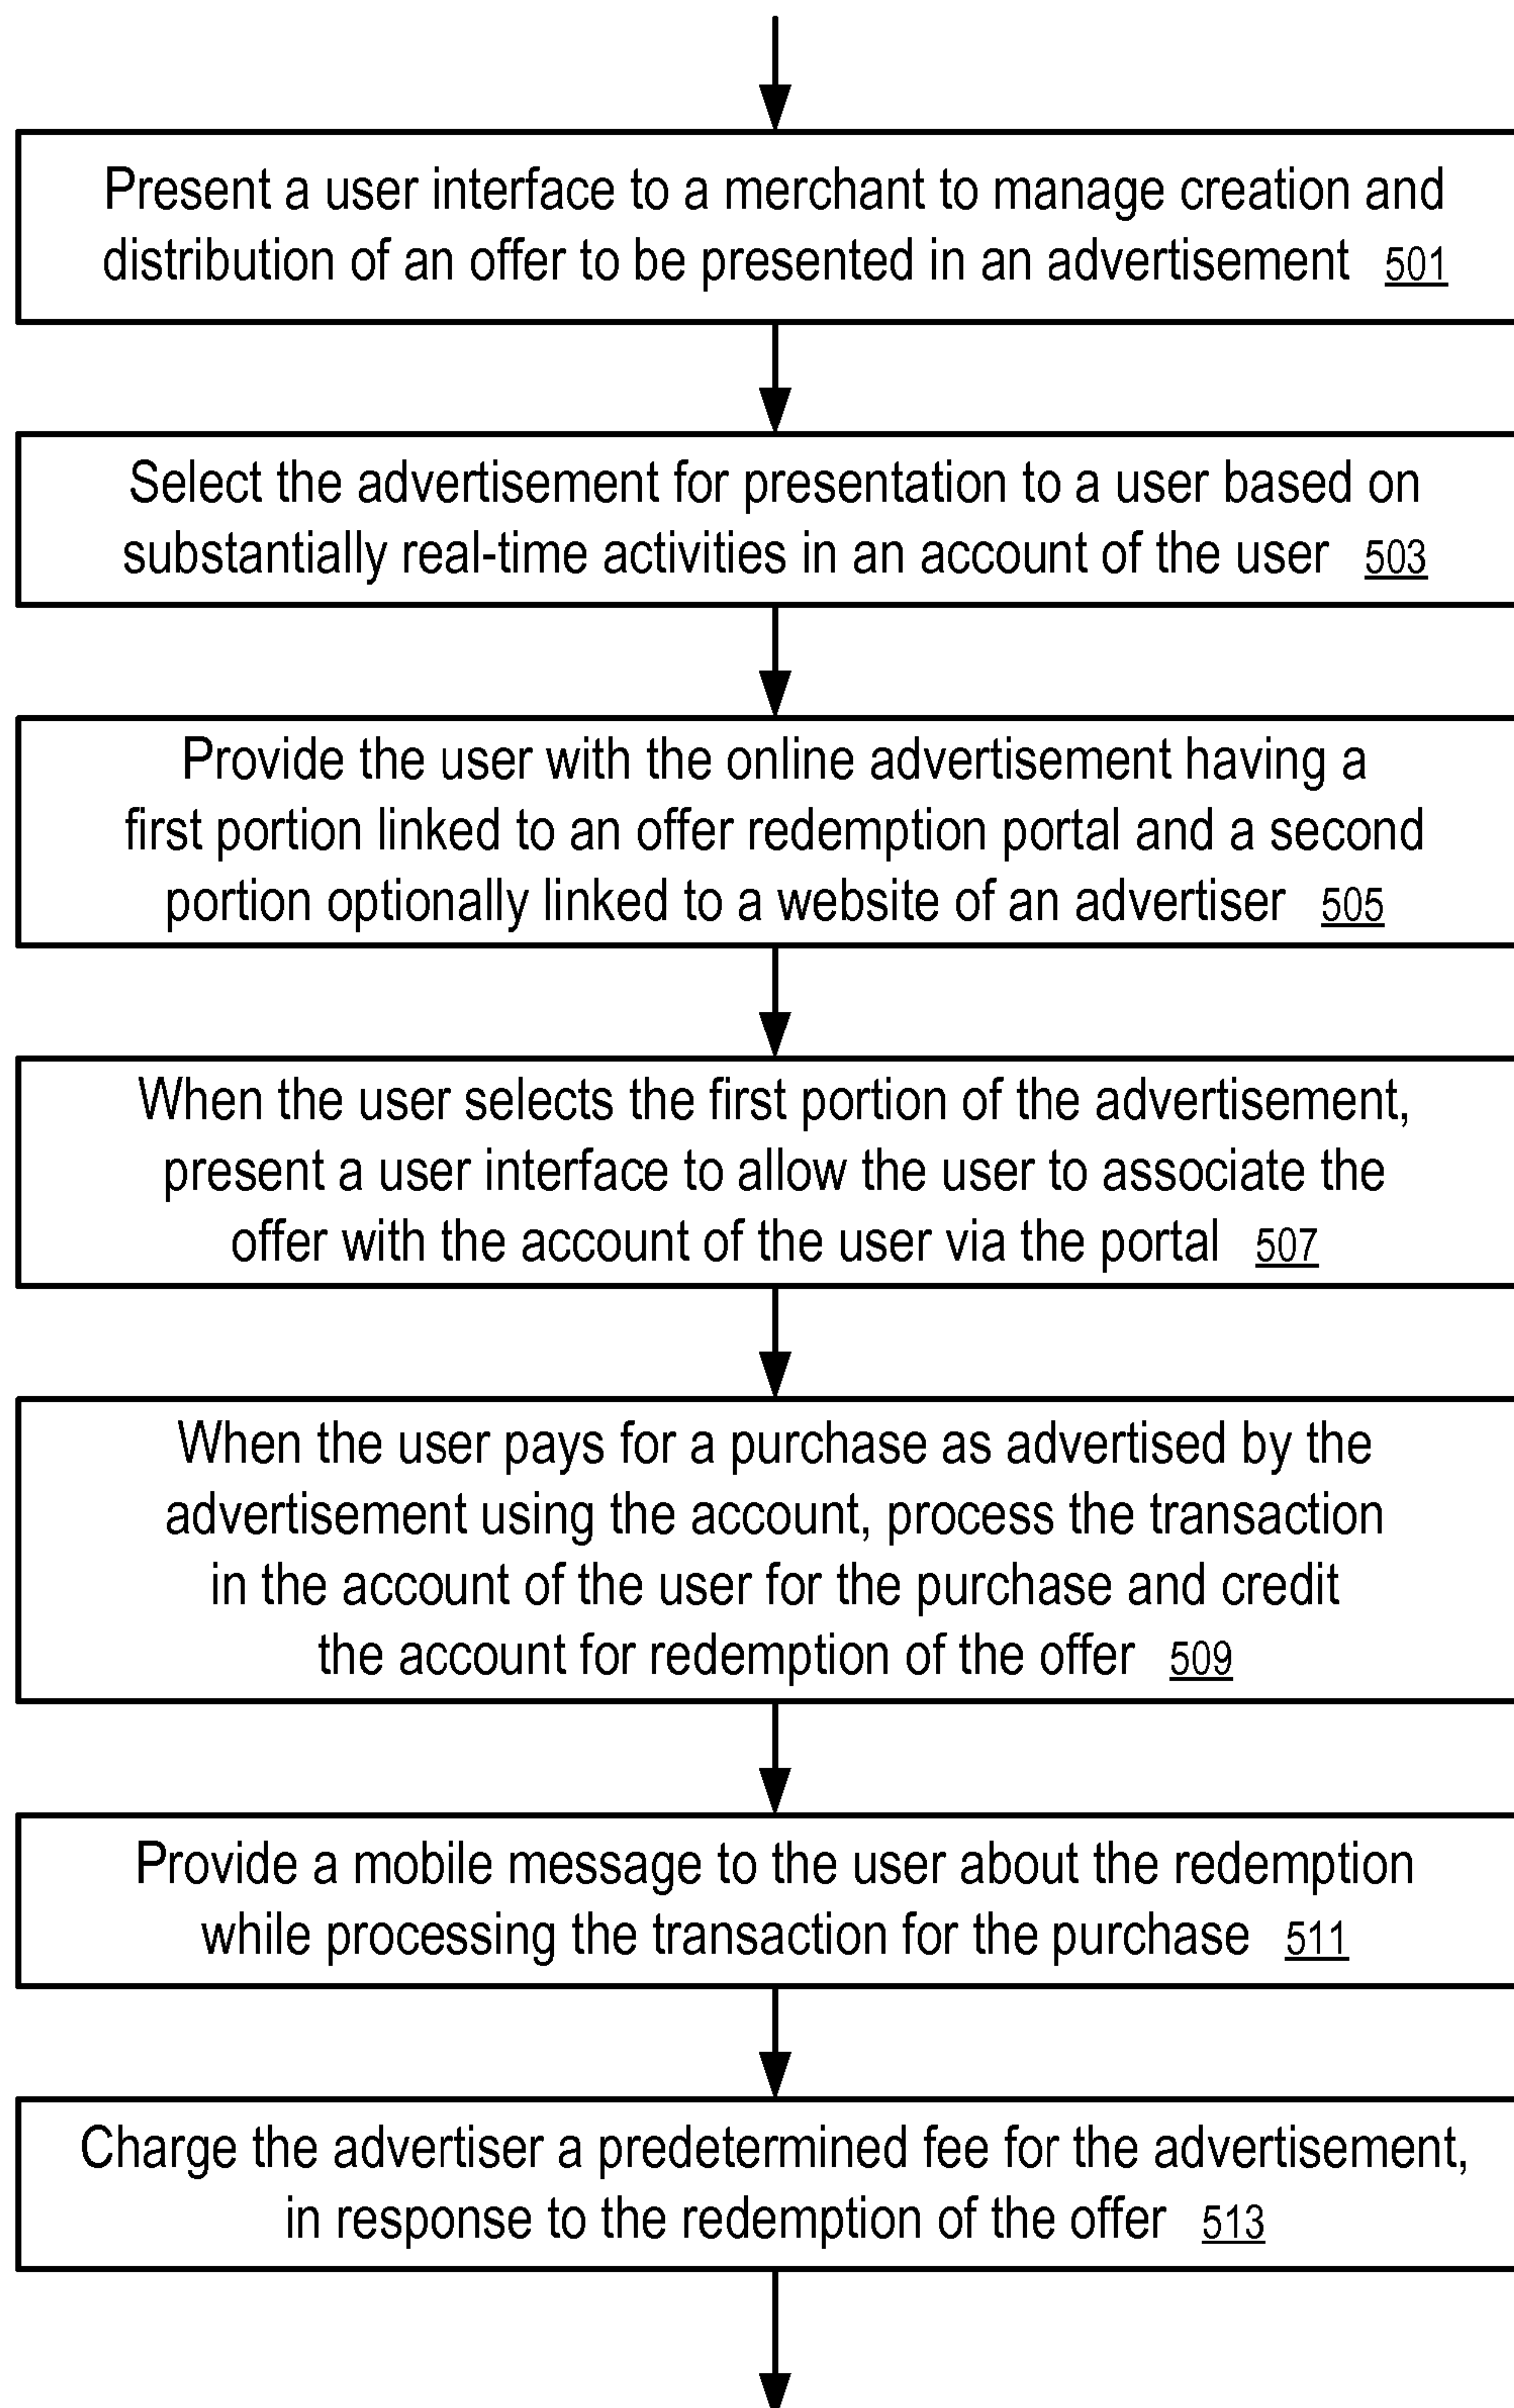 Present a user interface to a merchant to manage creation and
distribution of an offer to be presented in an advertisement 501
Select the advertisement for presentation to a user based on
substantially real-time activities in an account of the user 503
Provide the user with the online advertisement having a
first portion linked to an offer redemption portal and a second
portion optionally linked to a website of an advertiser 505
When the user selects the first portion of the advertisement,
present a user interface to allow the user to associate the
offer with the account of the user via the portal 507
When the user pays for a purchase as advertised by the
advertisement using the account, process the transaction
in the account of the user for the purchase and credit
the account for redemption of the offer 509
Provide a mobile message to the user about the redemption
while processing the transaction for the purchase 511
Charge the advertiser a predetermined fee for the advertisement,
in response to the redemption of the offer 513